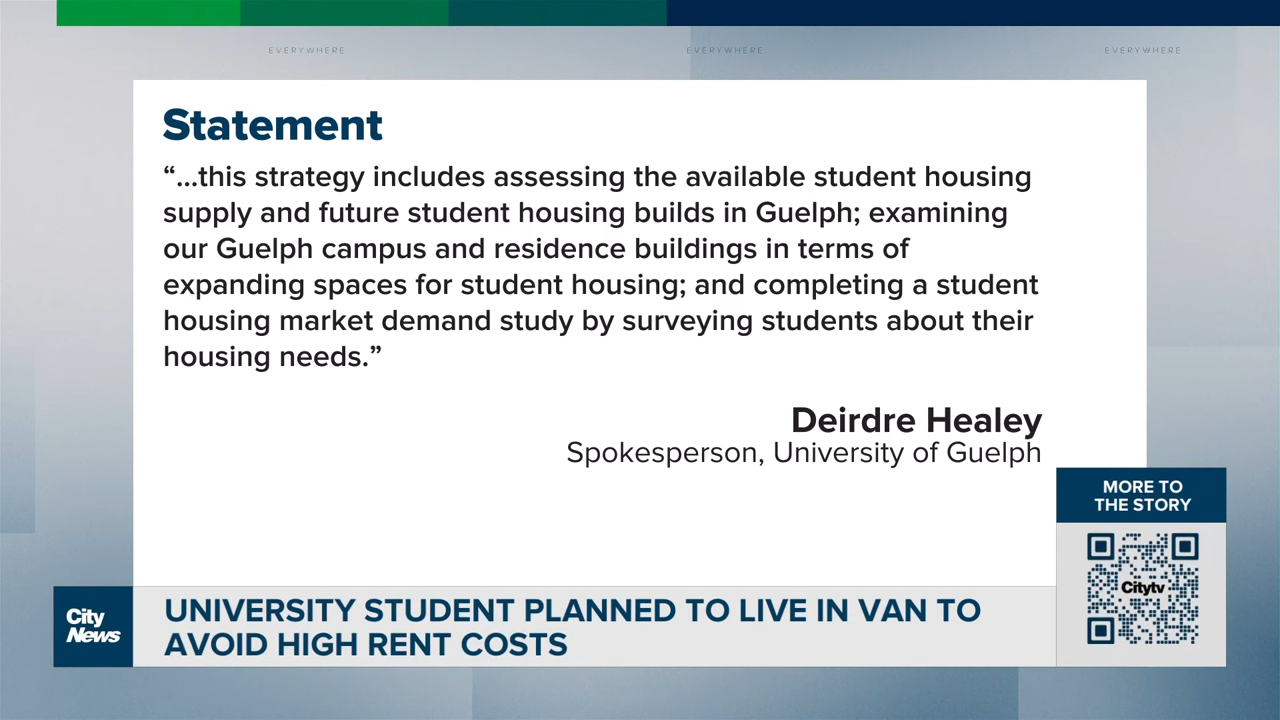 EVERYWHERE EVERYWHERE EVERYWHERE
Statement
“...this strategy includes assessing the available student housing
supply and future student housing builds in Guelph; examining
our Guelph campus and residence buildings in terms of
expanding spaces for student housing; and completing a student
housing market demand study by surveying students about their
housing needs.”
Deirdre Healey
Spokesperson, University of Guelph
MORE TO
THE STORY
Citytv
City
News
UNIVERSITY STUDENT PLANNED TO LIVE IN VAN TO
AVOID HIGH RENT COSTS